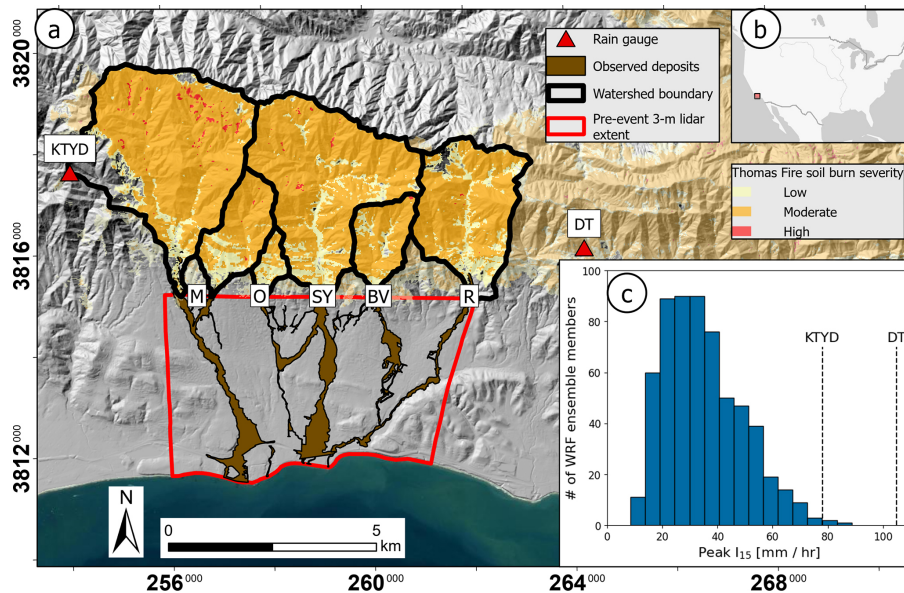 a
3820 000
3816 000
3812 000
KTYD
DT
M
O
SY
BV
R
N
0
5
km
256 000
260 000
264 000
268 000
Rain gauge
Observed deposits
Watershed boundary
Pre-event 3-m lidar
extent
b
Thomas Fire soil burn severity
Low
Moderate
High
c
KTYD
DT
# of WRF ensemble members
100
80
60
40
20
0
0
20
40
60
80
100
Peak I15 [mm / hr]